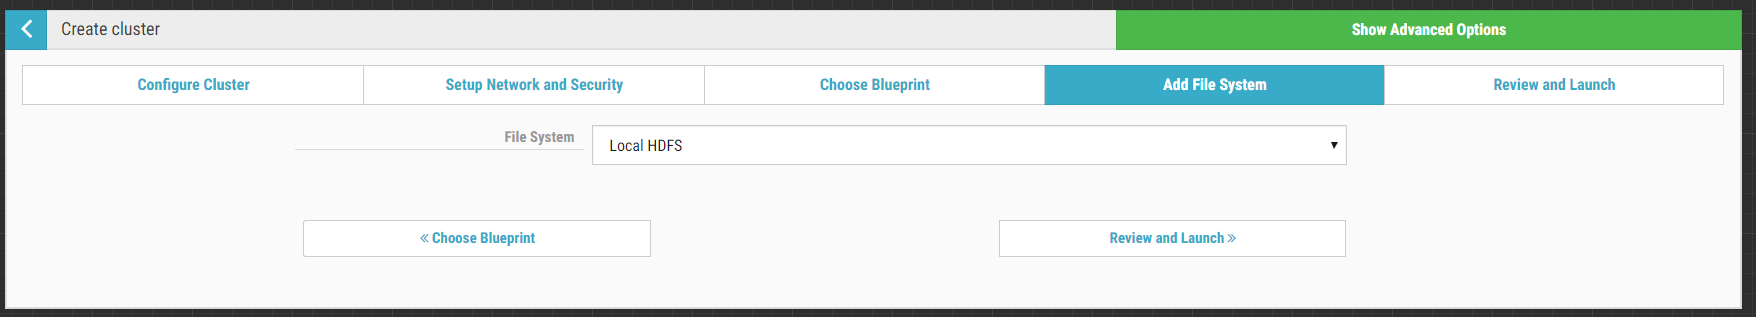 Create cluster
Show Advanced Options
Configure Cluster
Setup Network and Security
Choose Blueprint
Add File System
Review and Launch
File System
Local HDFS
« Choose Blueprint
Review and Launch »